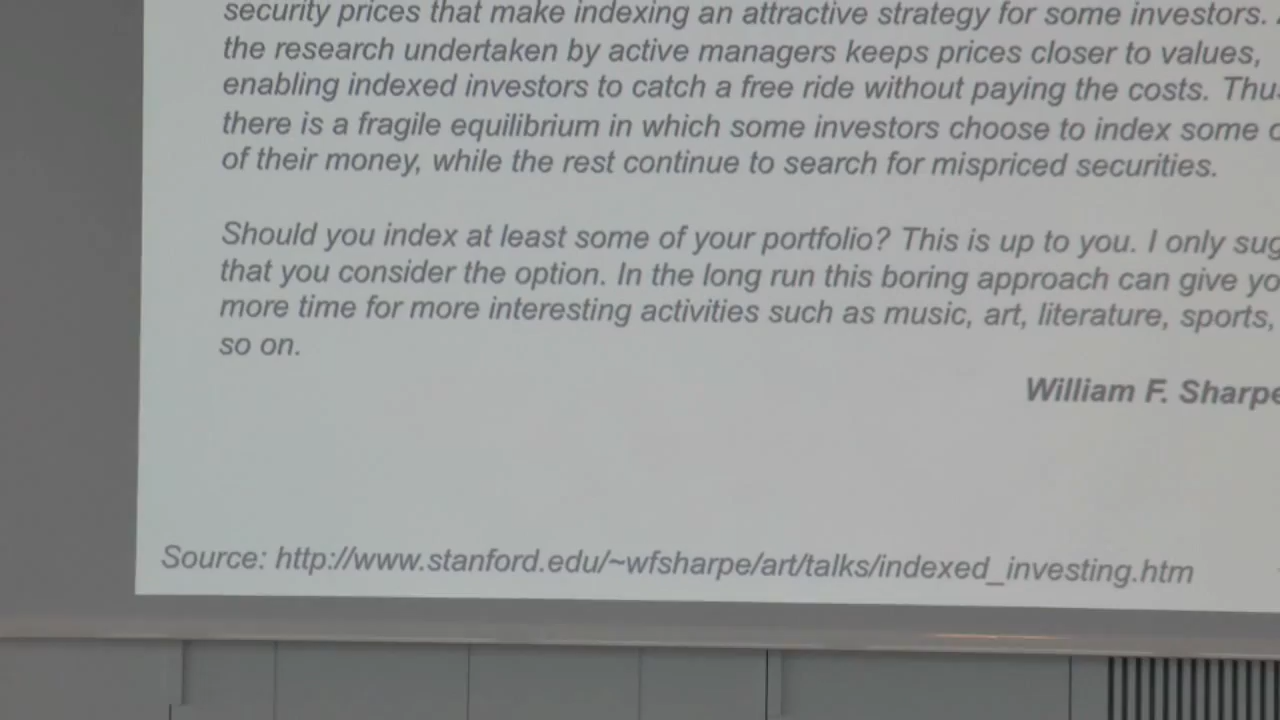 security prices that make indexing an attractive strategy for some investors.
the research undertaken by active managers keeps prices closer to values,
enabling indexed investors to catch a free ride without paying the costs.
there is a fragile equilibrium in which some investors choose to index some
of their money, while the rest continue to search for mispriced securities.
Should you index at least some of your portfolio? This is up to you. I only
that you consider the option. In the long run this boring approach can give
more time for more interesting activities such as music, art, literature, sports,
so on.
William F. Sharpe
Source: http://www.stanford.edu/~wfsharpe/art/talks/indexed_investing.htm